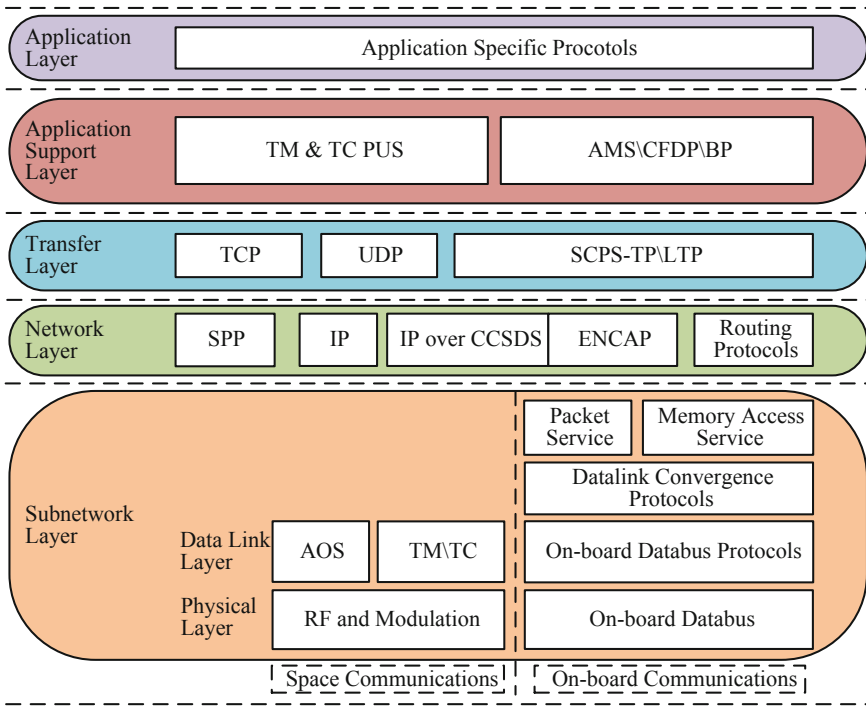 Application
Layer
Application Specific Procotols
Application
Support
Layer
TM & TC PUS
AMS\CFDP\BP
Transfer
Layer
TCP
UDP
SCPS-TP\LTP
Network
Layer
SPP
IP
IP over CCSDS
ENCAP
Routing
Protocols
Subnetwork
Layer
Packet
Service
Memory Access
Service
Datalink Convergence
Protocols
Data Link
Layer
AOS
TM\TC
On-board Databus Protocols
Physical
Layer
RF and Modulation
On-board Databus
Space Communications
On-board Communications